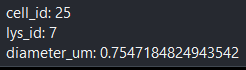 cell_id: 25
lys_id: 7
diameter_um: 0.7547184824943542